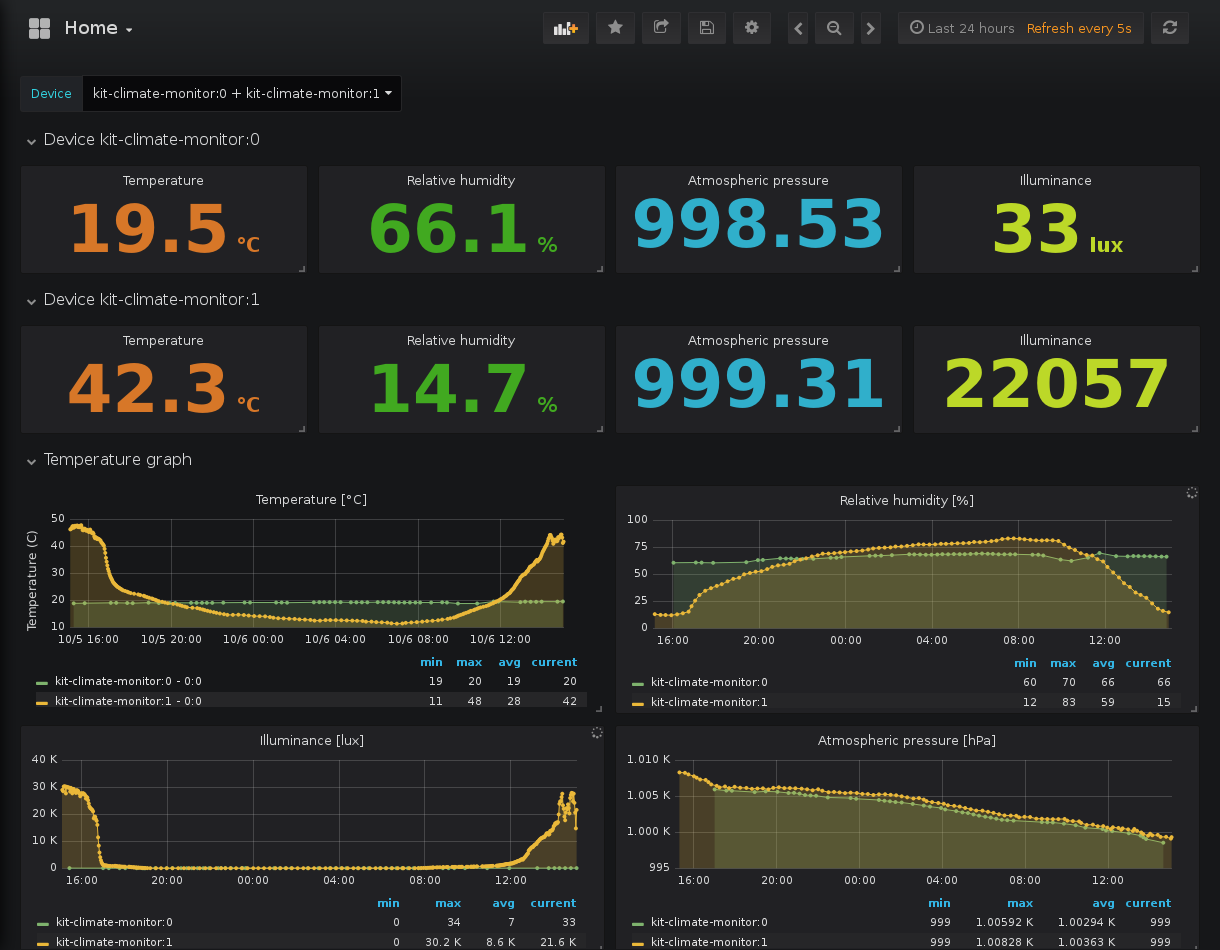 Home
Last 24 hours Refresh every 5s
Device kit-climate-monitor:0 + kit-climate-monitor:1
Device kit-climate-monitor:0
Temperature Relative humidity Atmospheric pressure Illuminance
19.5 °C 66.1 % 998.53 33 lux
Device kit-climate-monitor:1
Temperature Relative humidity Atmospheric pressure Illuminance
42.3 °C 14.7 % 999.31 22057
Temperature graph
Temperature [°C]
Temperature (C)
50
40
30
20
10
10/5 16:00 10/5 20:00 10/6 00:00 10/6 04:00 10/6 08:00 10/6 12:00
min max avg current
kit-climate-monitor:0 - 0:0 19 20 19 20
kit-climate-monitor:1 - 0:0 11 48 28 42
Relative humidity [%]
100
75
50
25
0
16:00 20:00 00:00 04:00 08:00 12:00
min max avg current
kit-climate-monitor:0 60 70 66 66
kit-climate-monitor:1 12 83 59 15
Illuminance [lux]
40 K
30 K
20 K
10 K
0
16:00 20:00 00:00 04:00 08:00 12:00
min max avg current
kit-climate-monitor:0 0 34 7 33
kit-climate-monitor:1 0 30.2 K 8.6 K 21.6 K
Atmospheric pressure [hPa]
1.010 K
1.005 K
1.000 K
995
16:00 20:00 00:00 04:00 08:00 12:00
min max avg current
kit-climate-monitor:0 999 1.00592 K 1.00294 K 999
kit-climate-monitor:1 999 1.00828 K 1.00363 K 999